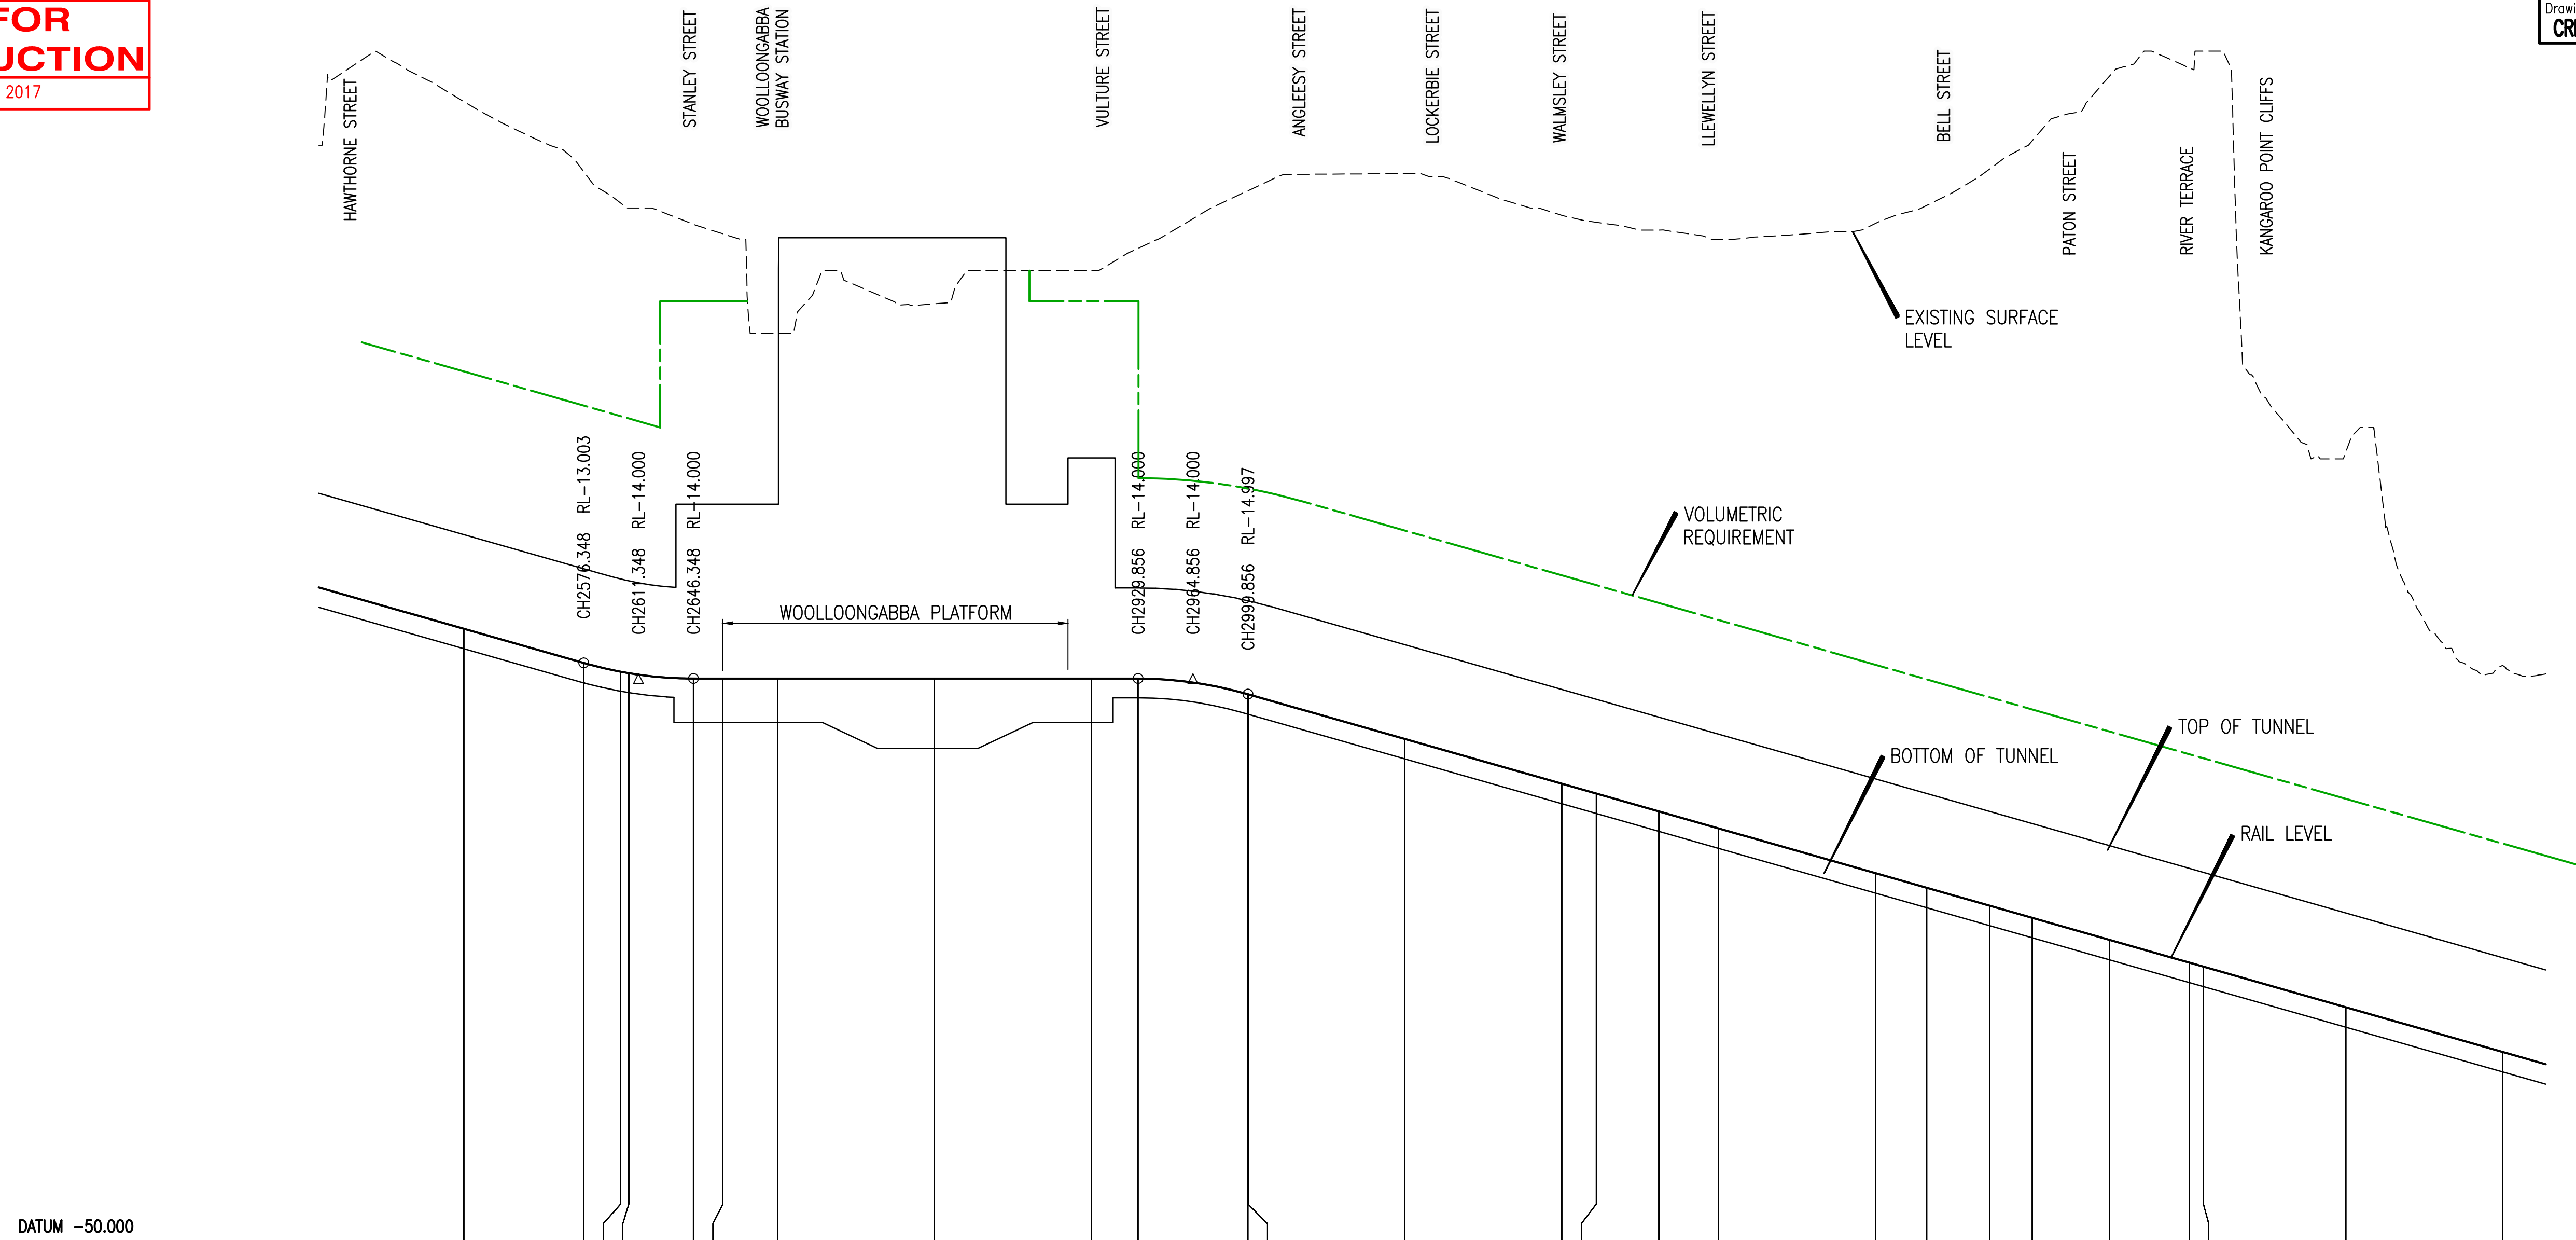 FOR
UCTION
2017
Drawi
CR
HAWTHORNE STREET
STANLEY STREET
WOOLLOONGABBA
BUSWAY STATION
VULTURE STREET
ANGLEESY STREET
LOCKERBIE STREET
WALMSLEY STREET
LLEWELLYN STREET
BELL STREET
PATON STREET
RIVER TERRACE
KANGAROO POINT CLIFFS
EXISTING SURFACE
LEVEL
CH2576.348 RL-13.003
CH2611.348 RL-14.000
CH2646.348 RL-14.000
CH2929.856 RL-14.000
CH2964.856 RL-14.000
CH2999.856 RL-14.997
VOLUMETRIC
REQUIREMENT
WOOLLOONGABBA PLATFORM
TOP OF TUNNEL
BOTTOM OF TUNNEL
RAIL LEVEL
DATUM -50.000